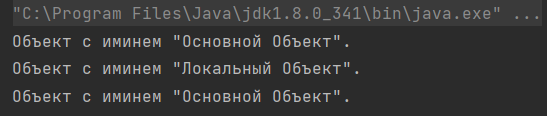 "C:\Program Files\Java\jdk1.8.0_341\bin\java.exe" ...
Объект с иминем "Основной Объект".
Объект с иминем "Локальный Объект".
Объект с иминем "Основной Объект".